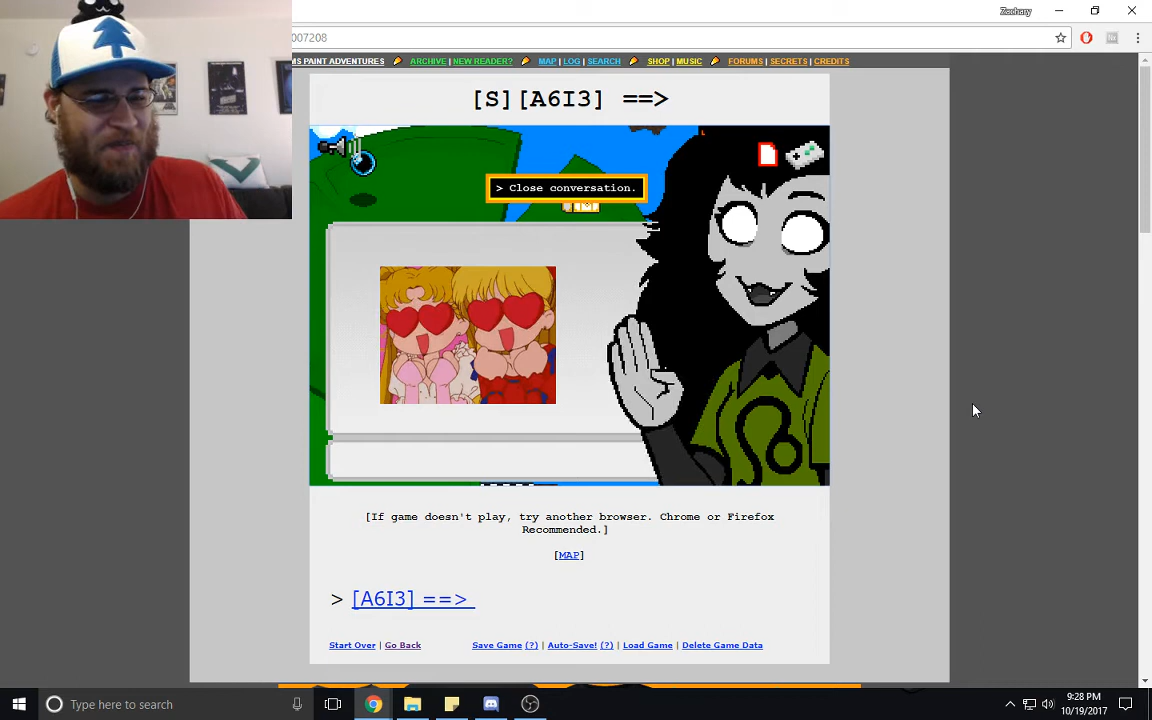 Zachary
007208
MS PAINT ADVENTURES ARCHIVE | NEW READER? MAP | LOG | SEARCH SHOP | MUSIC FORUMS | SECRETS | CREDITS
[S][A6I3] ==>
> Close conversation.
[If game doesn't play, try another browser. Chrome or Firefox
Recommended.]
[MAP]
> [A6I3] ==>
Start Over | Go Back Save Game (?) | Auto-Save! (?) | Load Game | Delete Game Data
Type here to search
9:28 PM
10/19/2017